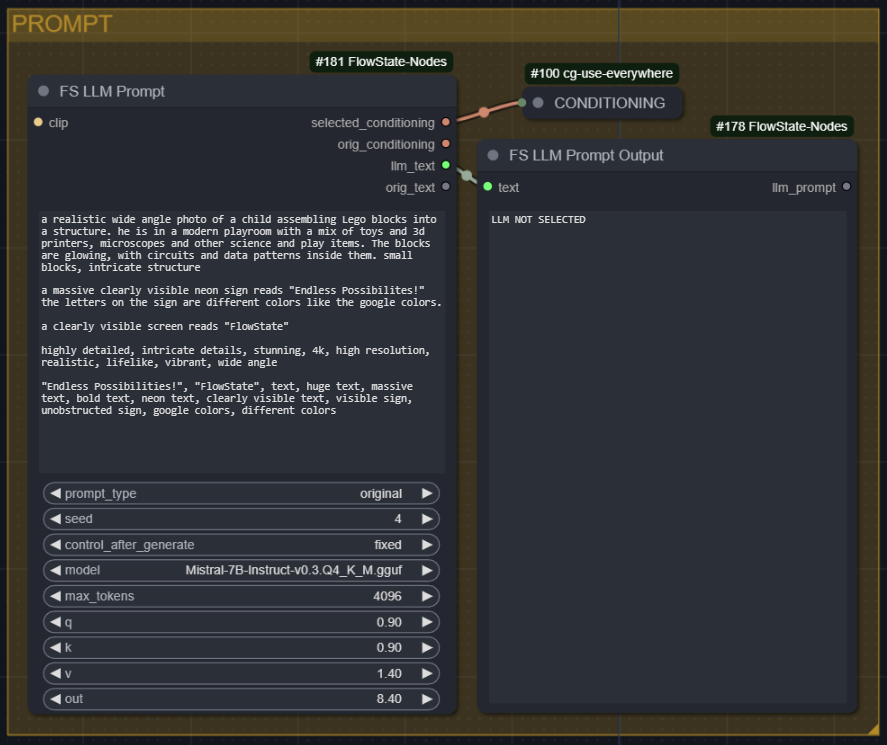 PROMPT
#181 FlowState-Nodes
FS LLM Prompt
clip
selected_conditioning
orig_conditioning
llm_text
orig_text
a realistic wide angle photo of a child assembling Lego blocks into
a structure. he is in a modern playroom with a mix of toys and 3d
printers, microscopes and other science and play items. The blocks
are glowing, with circuits and data patterns inside them. small
blocks, intricate structure
a massive clearly visible neon sign reads "Endless Possibilites!"
the letters on the sign are different colors like the google colors.
a clearly visible screen reads "FlowState"
highly detailed, intricate details, stunning, 4k, high resolution,
realistic, lifelike, vibrant, wide angle
"Endless Possibilities!", "FlowState", text, huge text, massive
text, bold text, neon text, clearly visible text, visible sign,
unobstructed sign, google colors, different colors
prompt_type original
seed 4
control_after_generate fixed
model Mistral-7B-Instruct-v0.3.Q4_K_M.gguf
max_tokens 4096
q 0.90
k 0.90
v 1.40
out 8.40
#100 cg-use-everywhere
CONDITIONING
#178 FlowState-Nodes
FS LLM Prompt Output
text llm_prompt
LLM NOT SELECTED